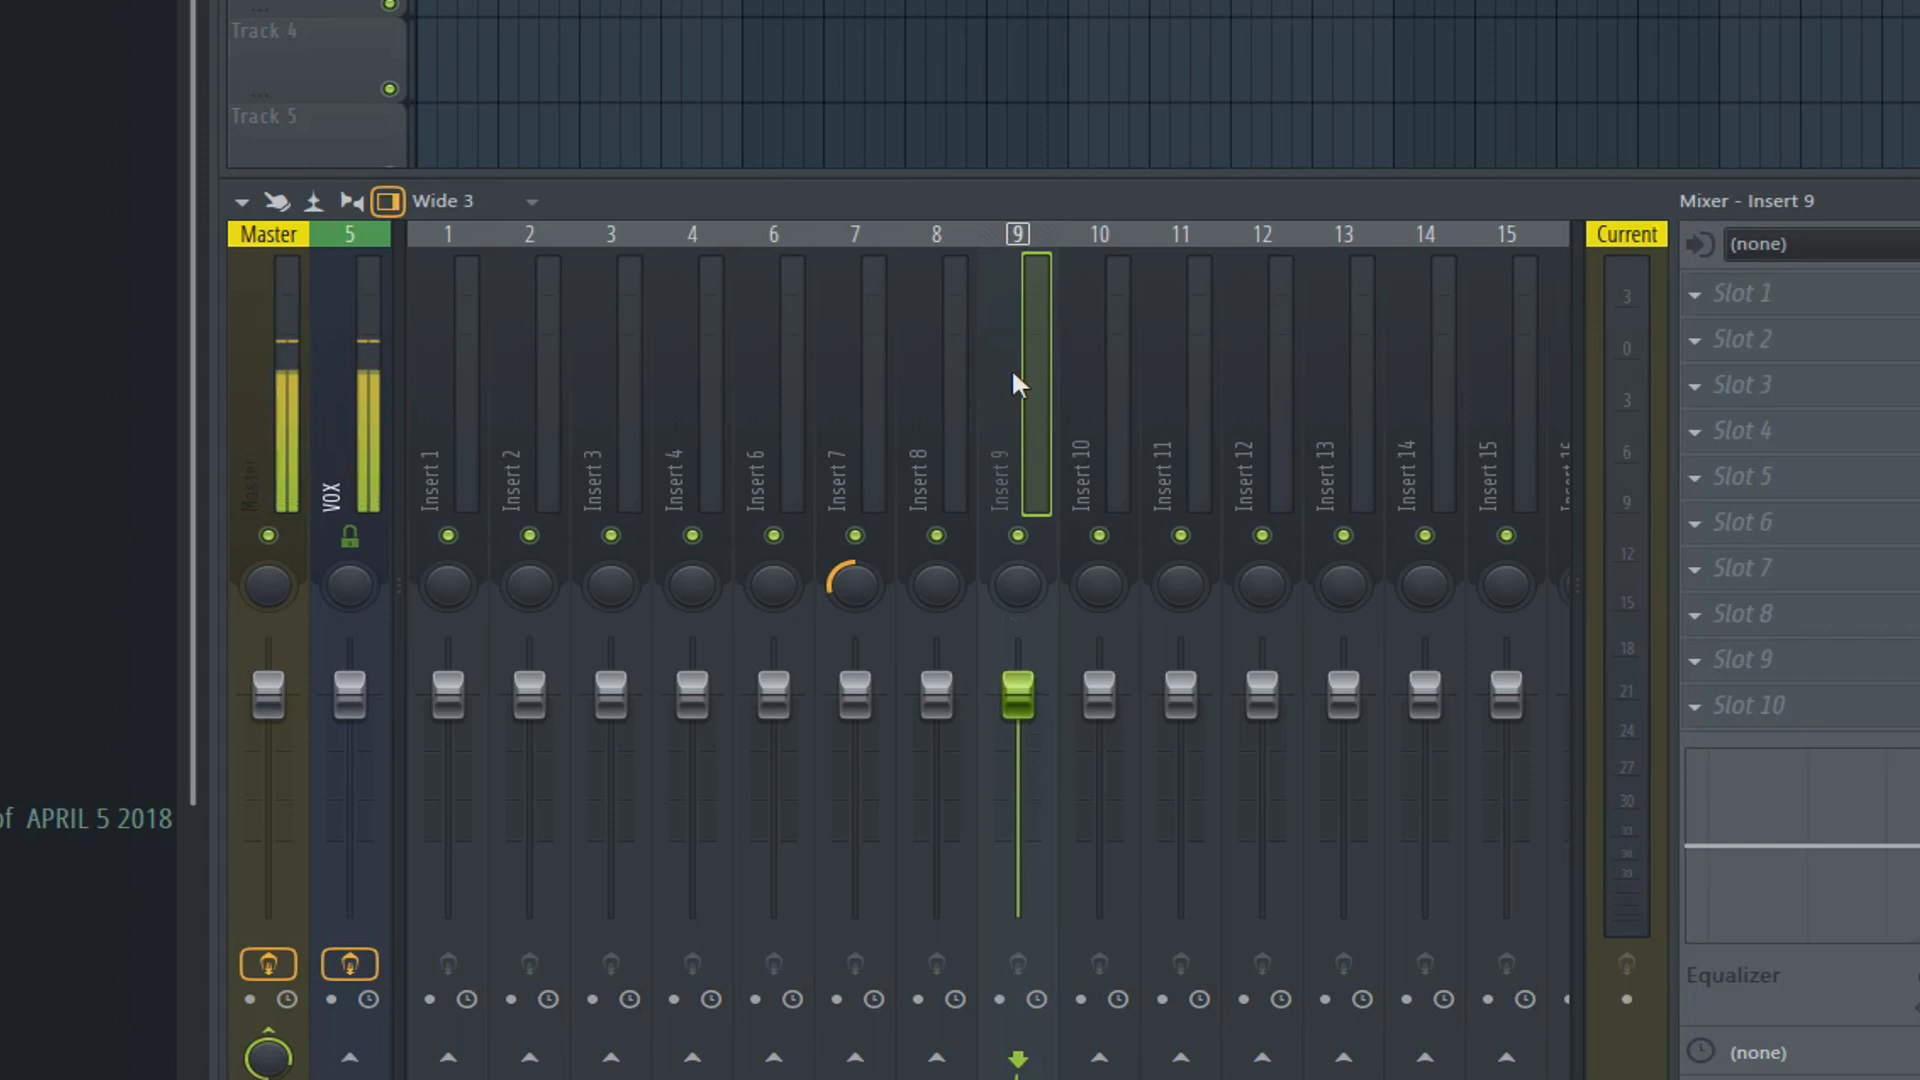 Track 4
Track 5
Wide 3
Mixer - Insert 9
Master 5 1 2 3 4 6 7 8 9 10 11 12 13 14 15 Current
(none)
Slot 1
Slot 2
Slot 3
Slot 4
Slot 5
Slot 6
Slot 7
Slot 8
Slot 9
Slot 10
3
0
3
6
9
12
15
18
21
24
27
30
33
36
39
Master
VOX
Insert 1
Insert 2
Insert 3
Insert 4
Insert 6
Insert 7
Insert 8
Insert 9
Insert 10
Insert 11
Insert 12
Insert 13
Insert 14
Insert 15
of APRIL 5 2018
Equalizer
(none)